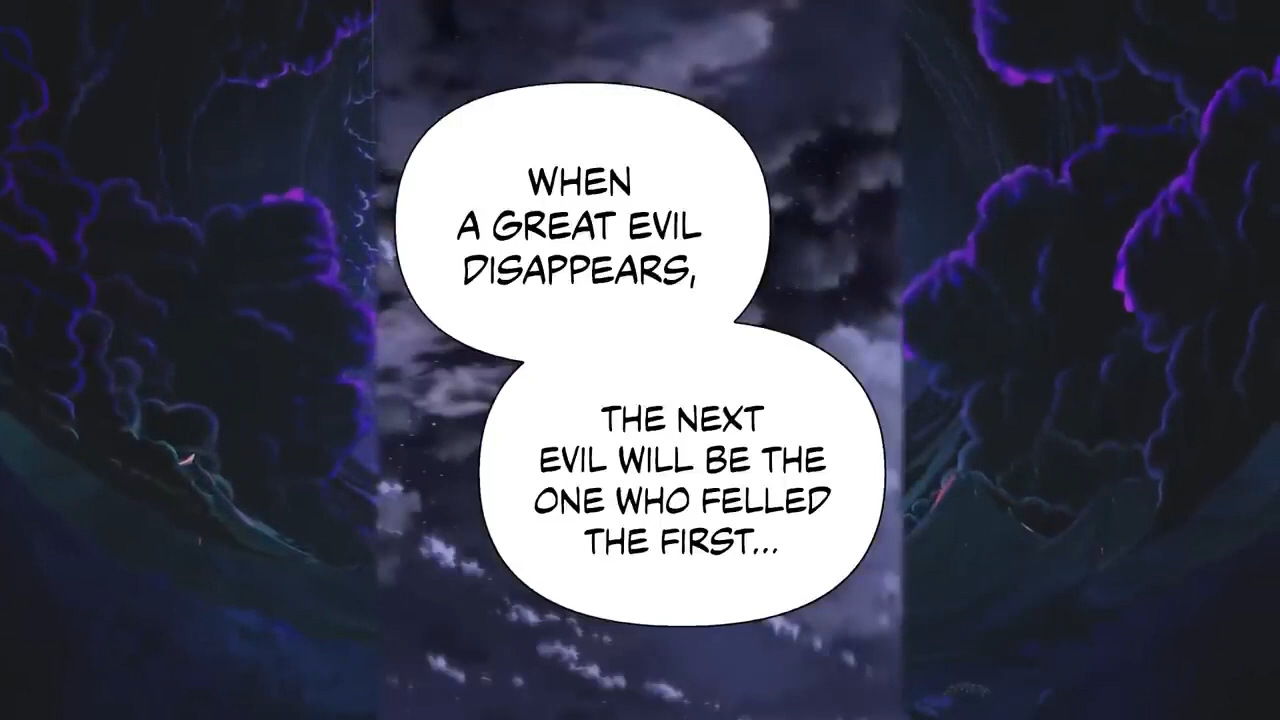 WHEN
A GREAT EVIL
DISAPPEARS,
THE NEXT
EVIL WILL BE THE
ONE WHO FELLED
THE FIRST...